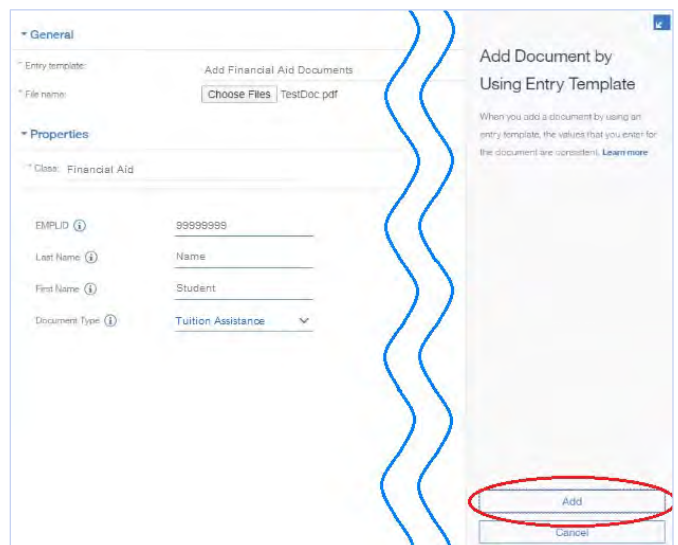 General
* Entry template: Add Financial Aid Documents
* File name: Choose Files TestDoc.pdf
Properties
* Class: Financial Aid
EMPLID 99999999
Last Name Name
First Name Student
Document Type Tuition Assistance
Add Document by
Using Entry Template
When you add a document by using an
entry template, the values that you enter for
the document are consistent. Learn more
Add
Cancel